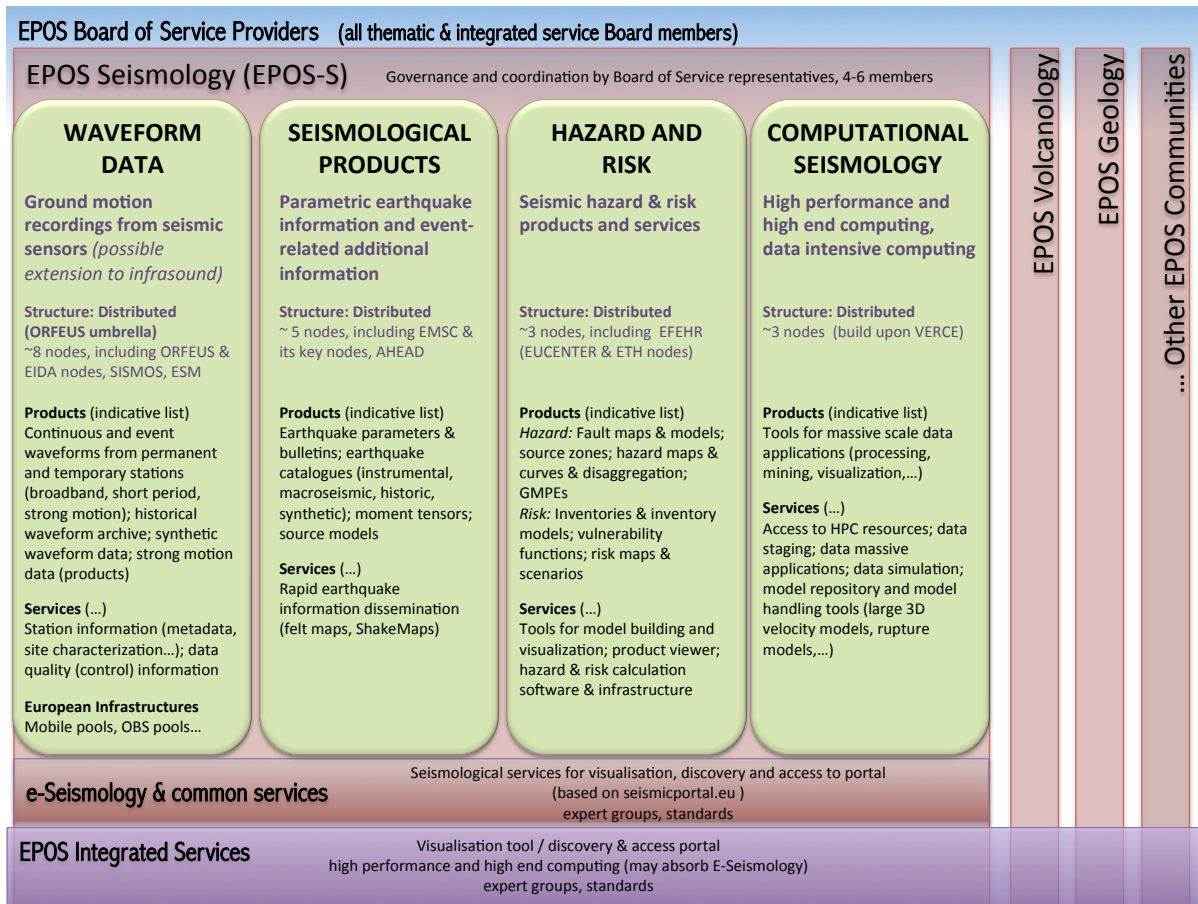 EPOS Board of Service Providers (all thematic & integrated service Board members)
EPOS Seismology (EPOS-S) Governance and coordination by Board of Service representatives, 4-6 members
WAVEFORM
DATA
Ground motion
recordings from seismic
sensors (possible
extension to infrasound)
Structure: Distributed
(ORFEUS umbrella)
~8 nodes, including ORFEUS &
EIDA nodes, SISMOS, ESM
Products (indicative list)
Continuous and event
waveforms from permanent
and temporary stations
(broadband, short period,
strong motion); historical
waveform archive; synthetic
waveform data; strong motion
data (products)
Services (...)
Station information (metadata,
site characterization...); data
quality (control) information
European Infrastructures
Mobile pools, OBS pools...
SEISMOLOGICAL
PRODUCTS
Parametric earthquake
information and event-
related additional
information
Structure: Distributed
~ 5 nodes, including EMSC &
its key nodes, AHEAD
Products (indicative list)
Earthquake parameters &
bulletins; earthquake
catalogues (instrumental,
macroseismic, historic,
synthetic); moment tensors;
source models
Services (...)
Rapid earthquake
information dissemination
(felt maps, ShakeMaps)
HAZARD AND
RISK
Seismic hazard & risk
products and services
Structure: Distributed
~3 nodes, including EFEHR
(EUCENTER & ETH nodes)
Products (indicative list)
Hazard: Fault maps & models;
source zones; hazard maps &
curves & disaggregation;
GMPEs
Risk: Inventories & inventory
models; vulnerability
functions; risk maps &
scenarios
Services (...)
Tools for model building and
visualization; product viewer;
hazard & risk calculation
software & infrastructure
COMPUTATIONAL
SEISMOLOGY
High performance and
high end computing,
data intensive computing
Structure: Distributed
~3 nodes (build upon VERCE)
Products (indicative list)
Tools for massive scale data
applications (processing,
mining, visualization,...)
Services (...)
Access to HPC resources; data
staging; data massive
applications; data simulation;
model repository and model
handling tools (large 3D
velocity models, rupture
models,...)
EPOS Volcanology
EPOS Geology
... Other EPOS Communities
e-Seismology & common services
Seismological services for visualisation, discovery and access to portal
(based on seismicportal.eu )
expert groups, standards
EPOS Integrated Services
Visualisation tool / discovery & access portal
high performance and high end computing (may absorb E-Seismology)
expert groups, standards